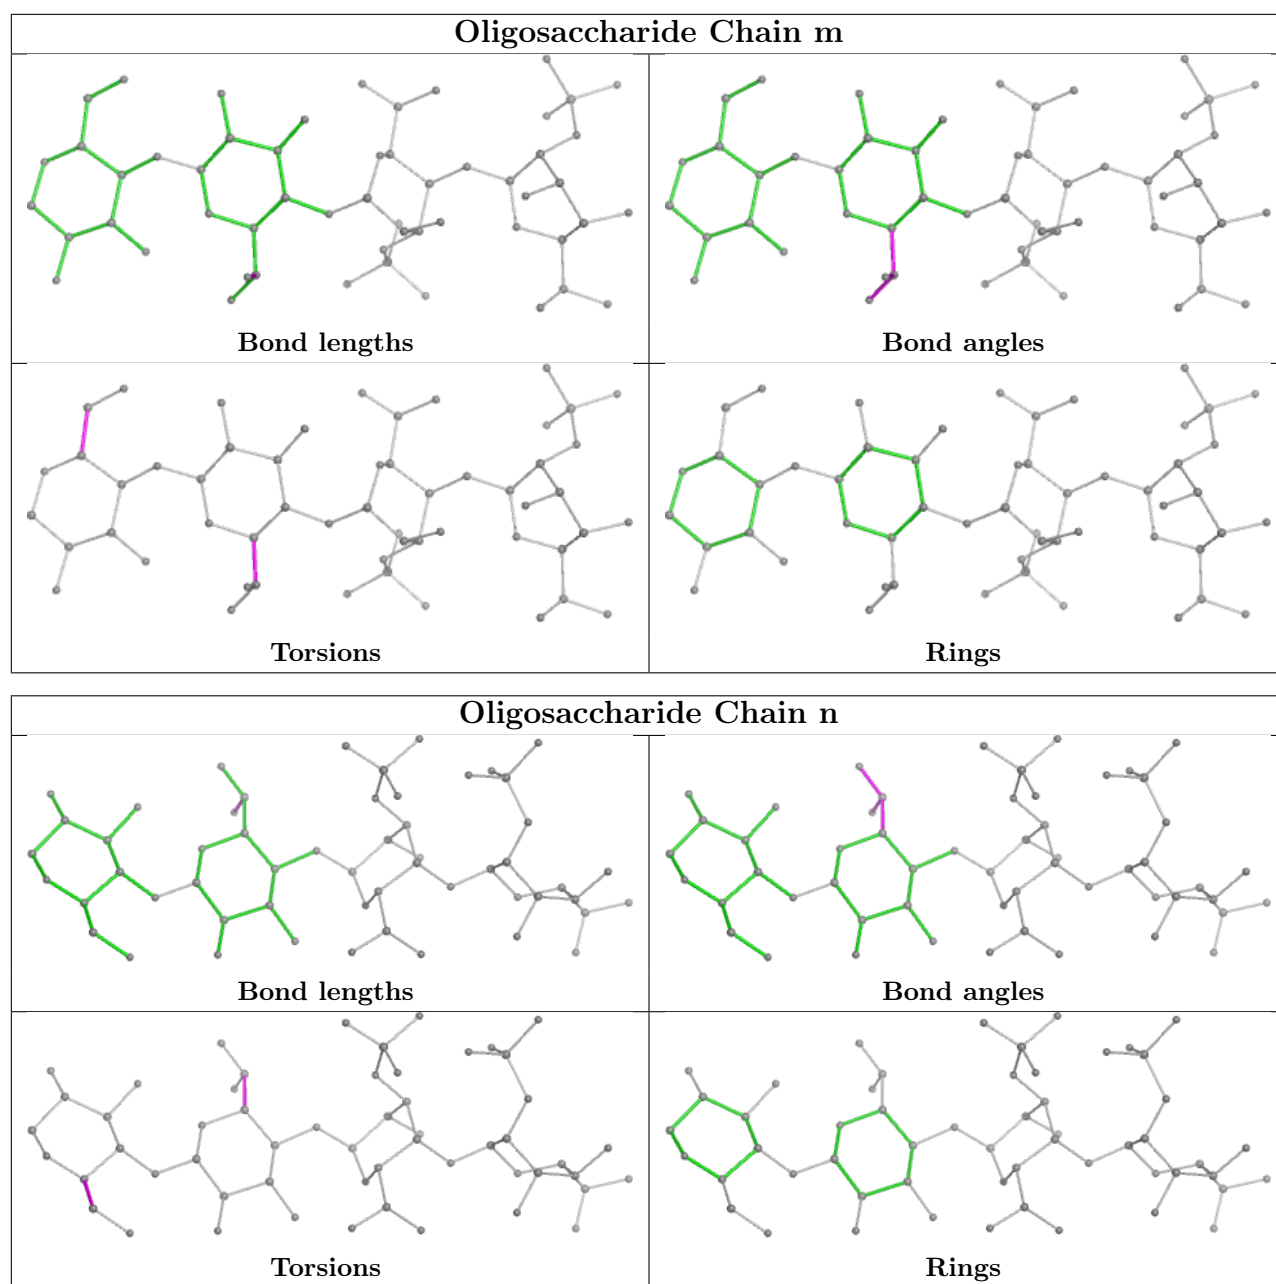 Oligosaccharide Chain m
Bond lengths
Bond angles
Torsions
Rings
Oligosaccharide Chain n
Bond lengths
Bond angles
Torsions
Rings